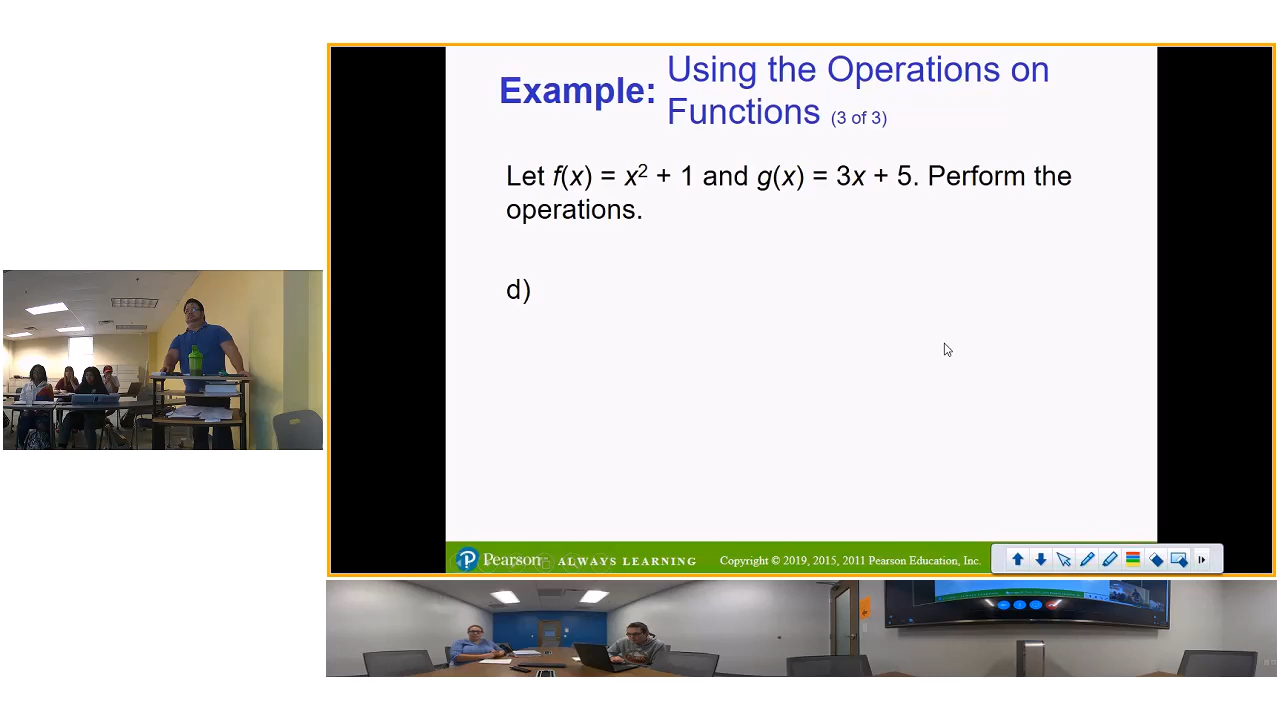 Example: Using the Operations on
Functions (3 of 3)
Let f(x) = x² + 1 and g(x) = 3x + 5. Perform the
operations.
d)
Pearson ALWAYS LEARNING Copyright © 2019, 2015, 2011 Pearson Education, Inc.